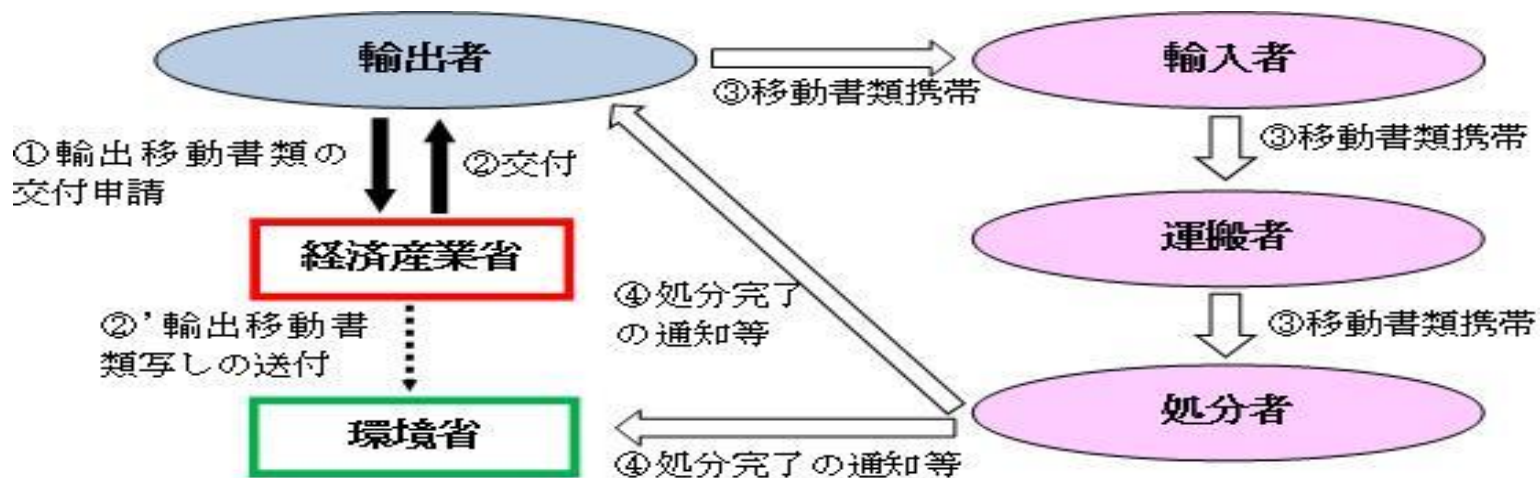 輸出者
輸入者
③移動書類携帯
①輸出移動書類の
交付申請
②交付
③移動書類携帯
経済産業省
運搬者
②’輸出移動書
類写しの送付
④処分完了
の通知等
③移動書類携帯
環境省
処分者
④処分完了の通知等